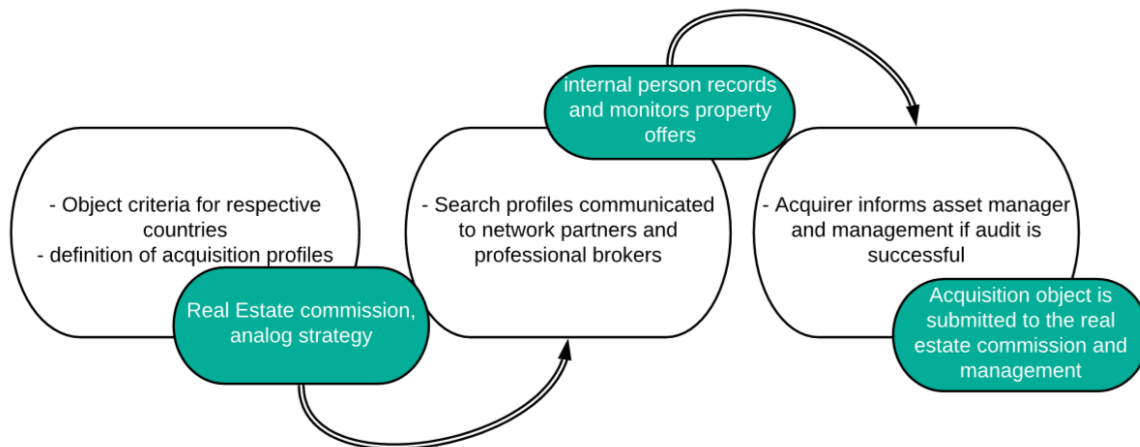 - Object criteria for respective
countries
- definition of acquisition profiles
Real Estate commission,
analog strategy
- Search profiles communicated
to network partners and
professional brokers
internal person records
and monitors property
offers
- Acquirer informs asset manager
and management if audit is
successful
Acquisition object is
submitted to the real
estate commission and
management